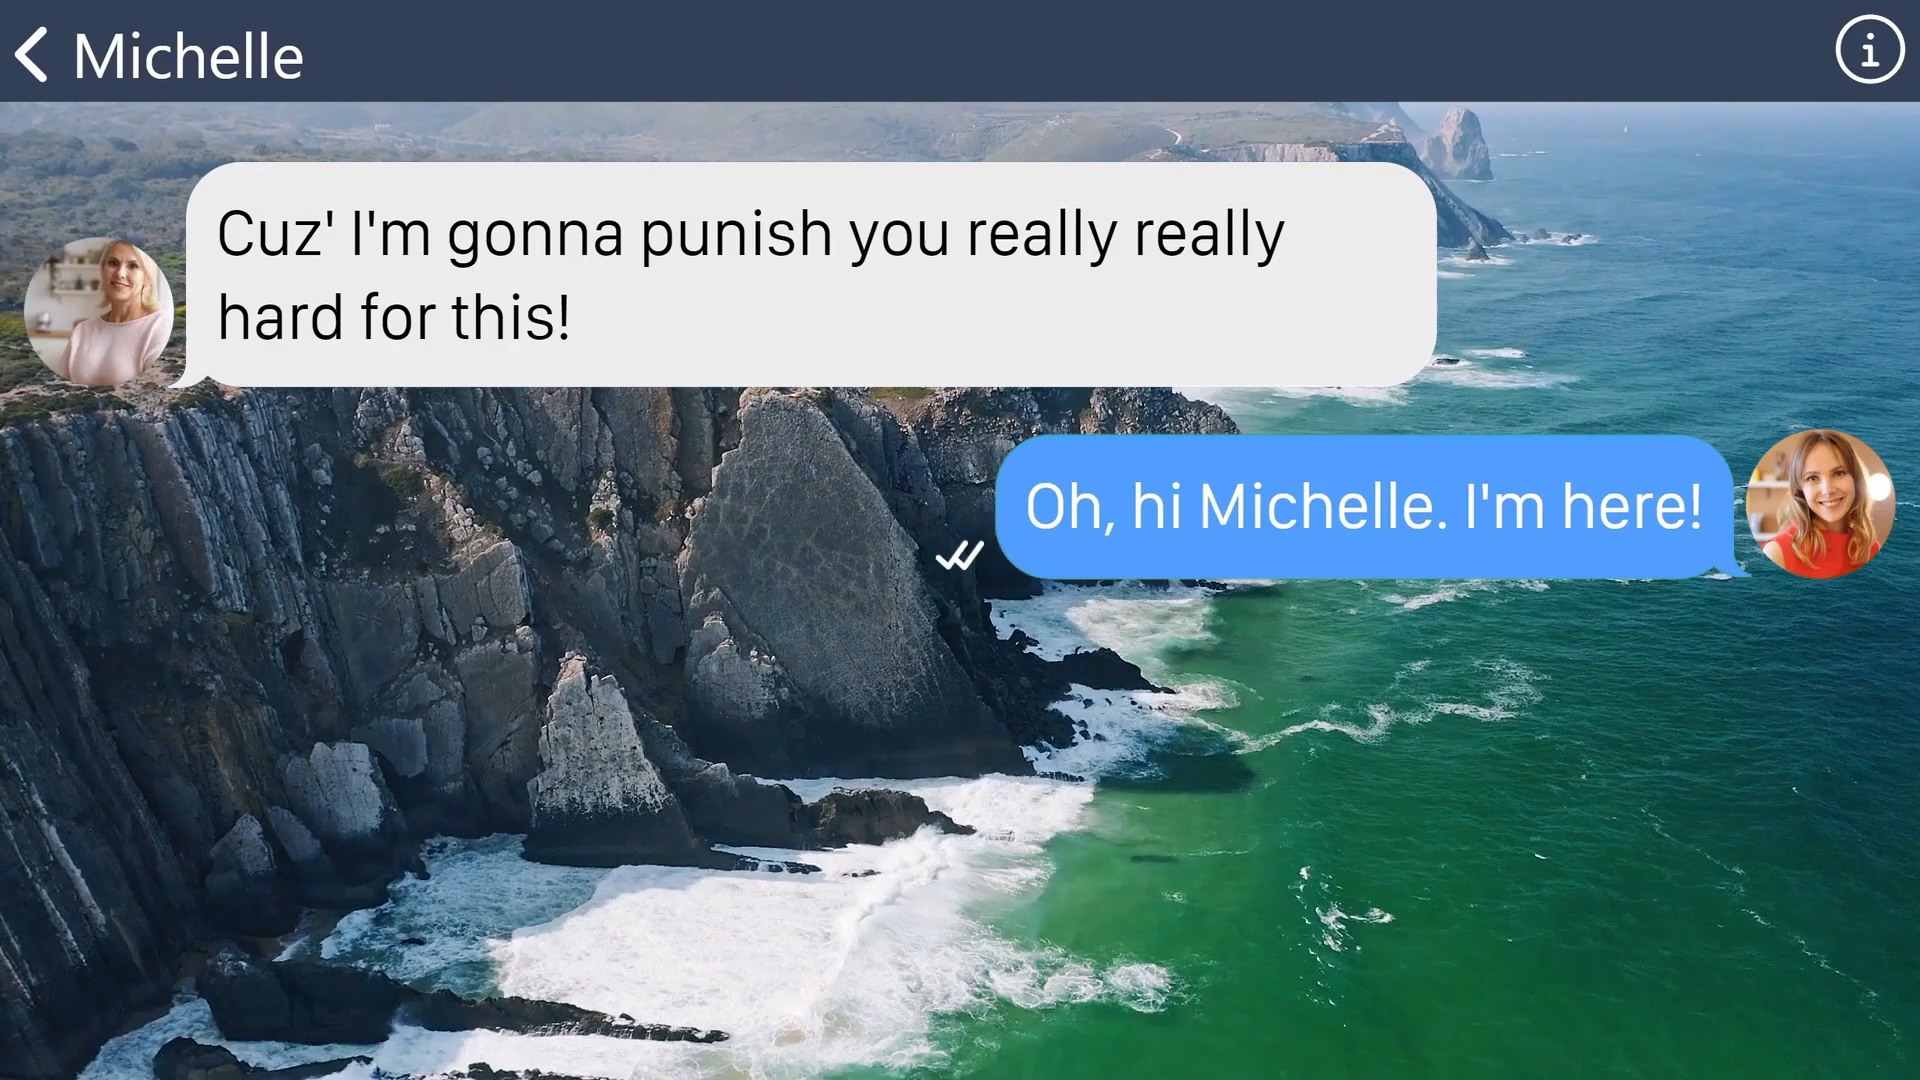 Michelle
Cuz' I'm gonna punish you really really
hard for this!
Oh, hi Michelle. I'm here!